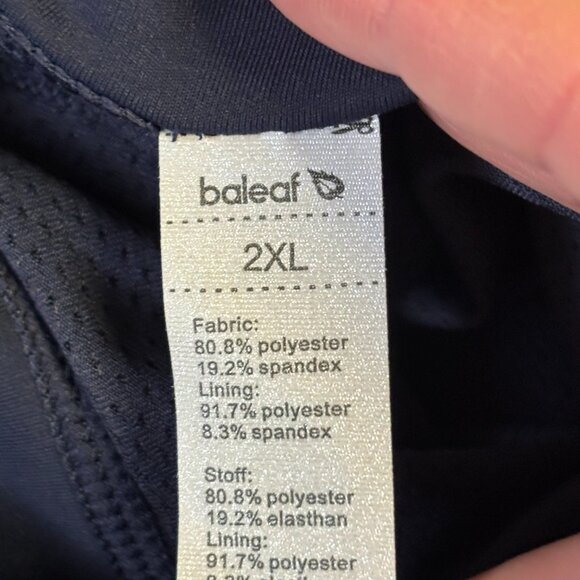 baleaf
2XL
Fabric:
80.8% polyester
19.2% spandex
Lining:
91.7% polyester
8.3% spandex
Stoff:
80.8% polyester
19.2% elasthan
Lining:
91.7% polyester